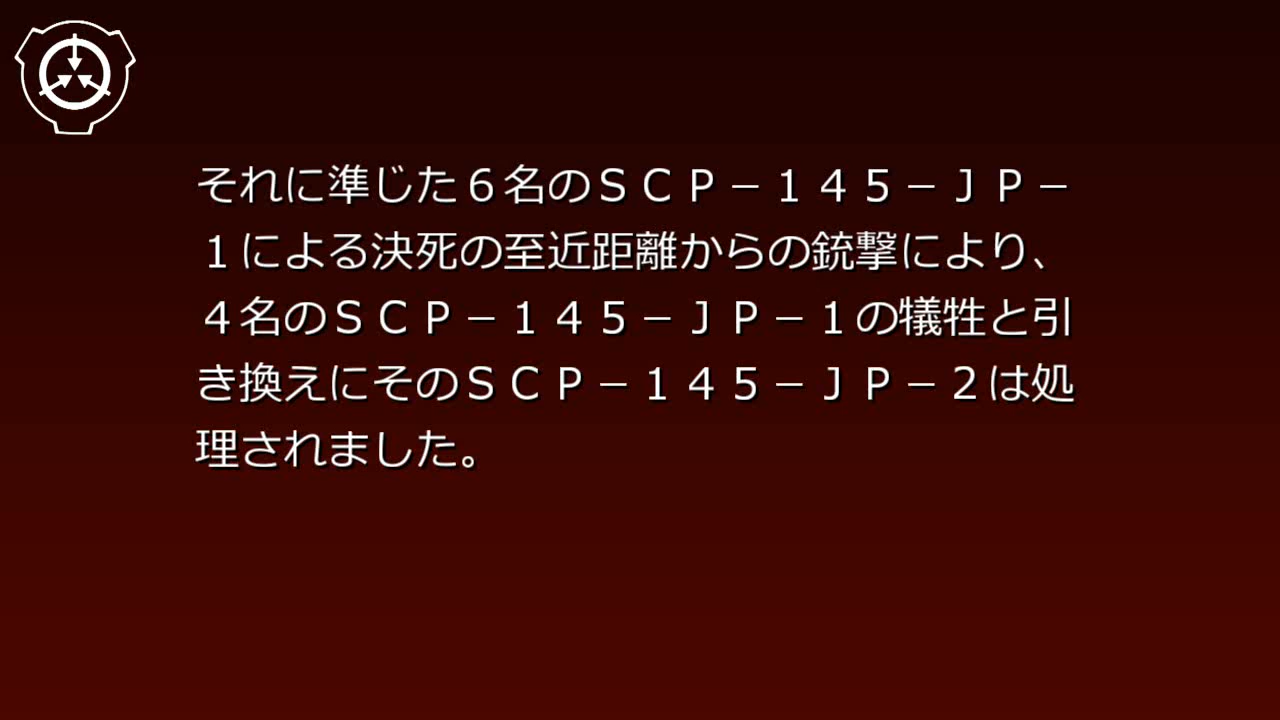 それに準じた６名のＳＣＰ－１４５－ＪＰ－
１による決死の至近距離からの銃撃により、
４名のＳＣＰ－１４５－ＪＰ－１の犠牲と引
き換えにそのＳＣＰ－１４５－ＪＰ－２は処
理されました。